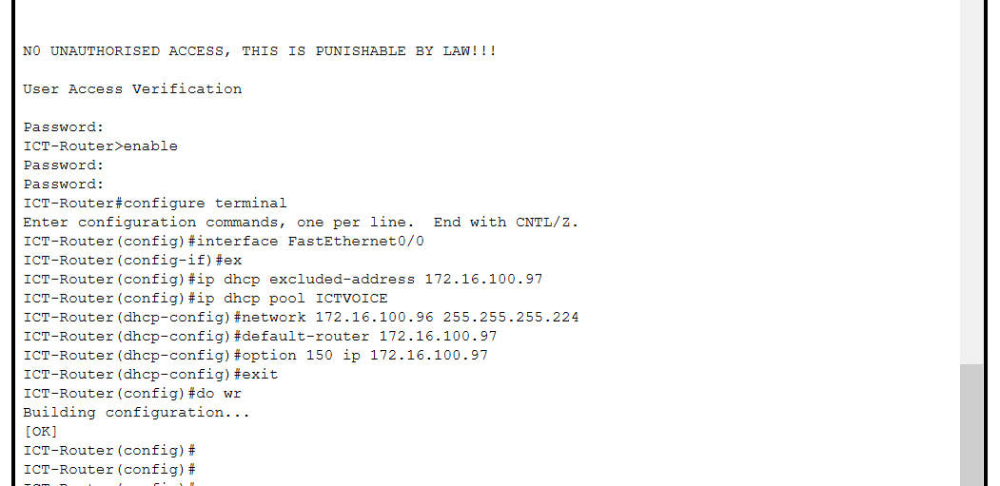 NO UNAUTHORISED ACCESS, THIS IS PUNISHABLE BY LAW!!!
User Access Verification
Password:
ICT-Router>enable
Password:
Password:
ICT-Router#configure terminal
Enter configuration commands, one per line.  End with CNTL/Z.
ICT-Router(config)#interface FastEthernet0/0
ICT-Router(config-if)#ex
ICT-Router(config)#ip dhcp excluded-address 172.16.100.97
ICT-Router(config)#ip dhcp pool ICTVOICE
ICT-Router(dhcp-config)#network 172.16.100.96 255.255.255.224
ICT-Router(dhcp-config)#default-router 172.16.100.97
ICT-Router(dhcp-config)#option 150 ip 172.16.100.97
ICT-Router(dhcp-config)#exit
ICT-Router(config)#do wr
Building configuration...
[OK]
ICT-Router(config)#
ICT-Router(config)#